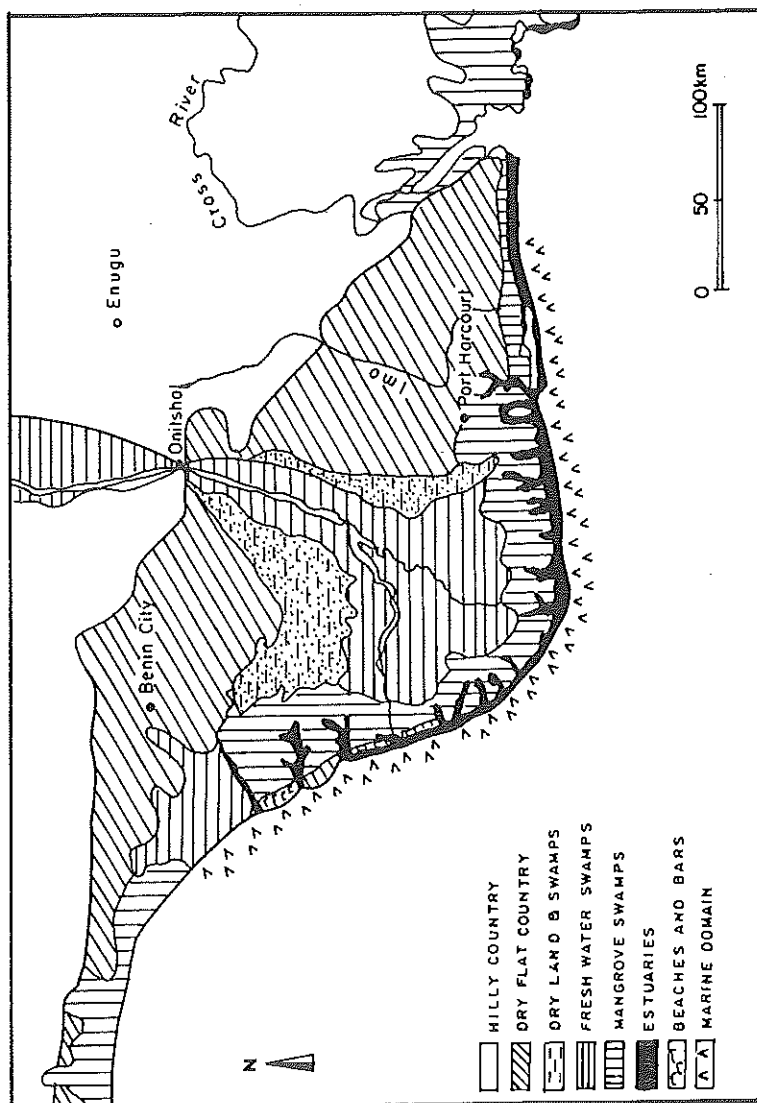 Cross River
Enugu
Onitshal
Imo
Benin City
Port Harcourt
0 50 100km
N
HILLY COUNTRY
DRY FLAT COUNTRY
DRY LAND & SWAMPS
FRESH WATER SWAMPS
MANGROVE SWAMPS
ESTUARIES
BEACHES AND BARS
MARINE DOMAIN